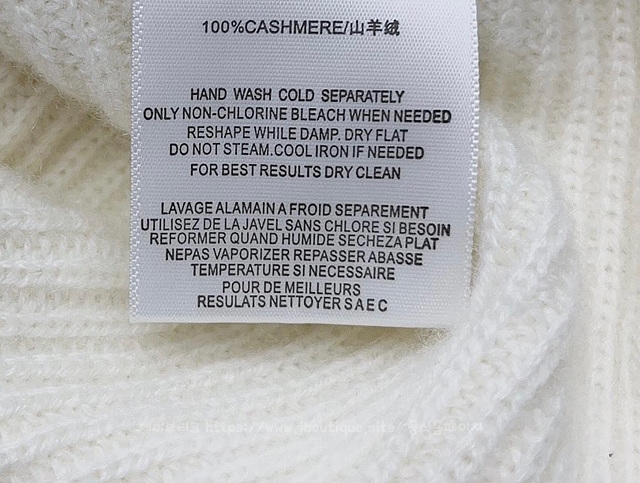 100%CASHMERE/山羊绒
HAND WASH COLD SEPARATELY
ONLY NON-CHLORINE BLEACH WHEN NEEDED
RESHAPE WHILE DAMP. DRY FLAT
DO NOT STEAM.COOL IRON IF NEEDED
FOR BEST RESULTS DRY CLEAN
LAVAGE ALAMAIN A FROID SEPAREMENT
UTILISEZ DE LA JAVEL SANS CHLORE SI BESOIN
REFORMER QUAND HUMIDE SECHEZA PLAT
NEPAS VAPORIZER REPASSER ABASSE
TEMPERATURE SI NECESSAIRE
POUR DE MEILLEURS
RESULATS NETTOYER SAEC